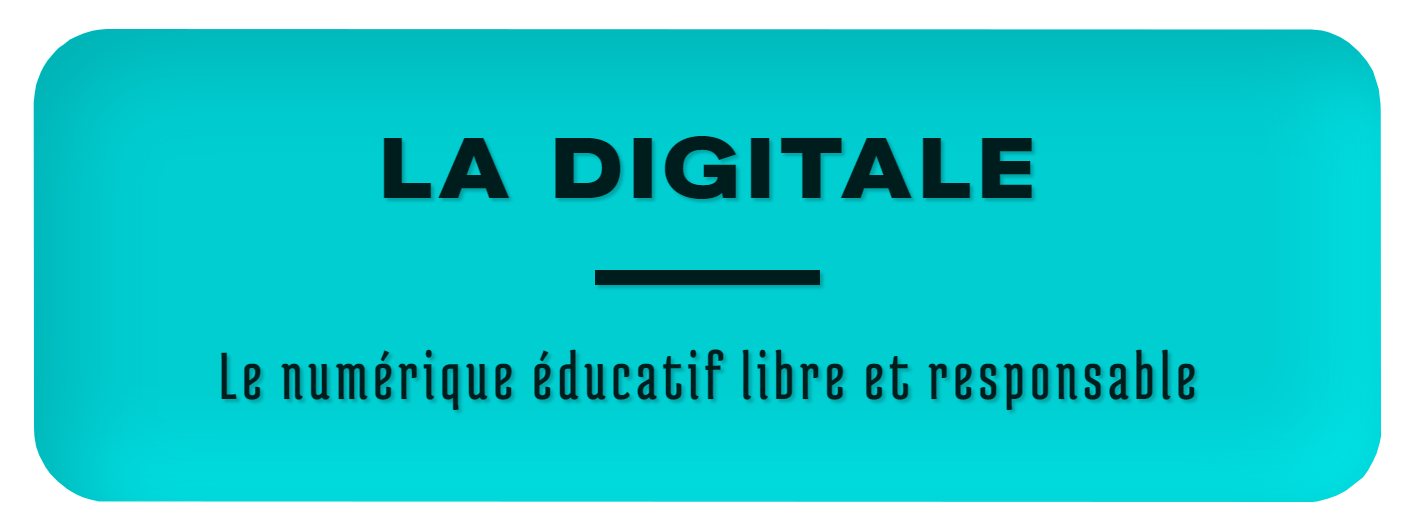 LA DIGITALE
Le numérique éducatif libre et responsable